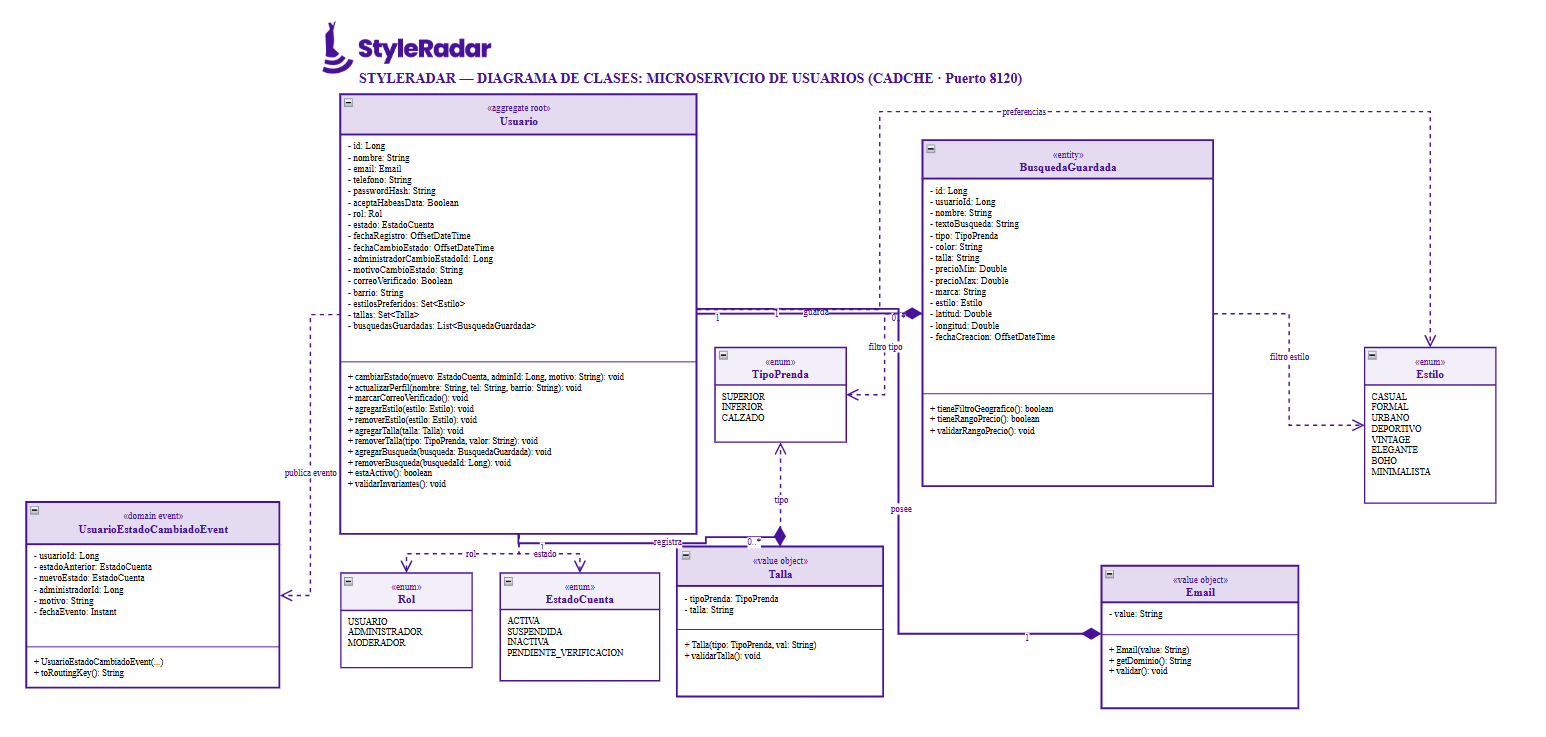 StyleRadar
STYLERADAR — DIAGRAMA DE CLASES: MICROSERVICIO DE USUARIOS (CADCHE · Puerto 8120)
«aggregate root»
Usuario
- id: Long
- nombre: String
- email: Email
- telefono: String
- passwordHash: String
- aceptaHabeasData: Boolean
- rol: Rol
- estado: EstadoCuenta
- fechaRegistro: OffsetDateTime
- fechaCambioEstado: OffsetDateTime
- administradorCambioEstadoId: Long
- motivoCambioEstado: String
- correoVerificado: Boolean
- barrio: String
- estilosPreferidos: Set<Estilo>
- tallas: Set<Talla>
- busquedasGuardadas: List<BusquedaGuardada>
+ cambiarEstado(nuevo: EstadoCuenta, adminId: Long, motivo: String): void
+ actualizarPerfil(nombre: String, tel: String, barrio: String): void
+ marcarCorreoVerificado(): void
+ agregarEstilo(estilo: Estilo): void
+ removerEstilo(estilo: Estilo): void
+ agregarTalla(talla: Talla): void
+ removerTalla(tipo: TipoPrenda, valor: String): void
+ agregarBusqueda(busqueda: BusquedaGuardada): void
+ removerBusqueda(busquedaId: Long): void
+ estaActivo(): boolean
+ validarInvariantes(): void
preferencias
«entity»
BusquedaGuardada
- id: Long
- usuarioId: Long
- nombre: String
- textoBusqueda: String
- tipo: TipoPrenda
- color: String
- talla: String
- precioMin: Double
- precioMax: Double
- marca: String
- estilo: Estilo
- latitud: Double
- longitud: Double
- fechaCreacion: OffsetDateTime
+ tieneFiltroGeografico(): boolean
+ tieneRangoPrecio(): boolean
+ validarRangoPrecio(): void
1
1
guarda
0..*
filtro tipo
filtro estilo
«enum»
TipoPrenda
SUPERIOR
INFERIOR
CALZADO
«enum»
Estilo
CASUAL
FORMAL
URBANO
DEPORTIVO
VINTAGE
ELEGANTE
BOHO
MINIMALISTA
publica evento
tipo
posee
«domain event»
UsuarioEstadoCambiadoEvent
- usuarioId: Long
- estadoAnterior: EstadoCuenta
- nuevoEstado: EstadoCuenta
- administradorId: Long
- motivo: String
- fechaEvento: Instant
+ UsuarioEstadoCambiadoEvent(...)
+ toRoutingKey(): String
1
registra
0..*
rol
estado
«enum»
Rol
USUARIO
ADMINISTRADOR
MODERADOR
«enum»
EstadoCuenta
ACTIVA
SUSPENDIDA
INACTIVA
PENDIENTE_VERIFICACION
«value object»
Talla
- tipoPrenda: TipoPrenda
- talla: String
+ Talla(tipo: TipoPrenda, val: String)
+ validarTalla(): void
1
«value object»
Email
- value: String
+ Email(value: String)
+ getDominio(): String
+ validar(): void